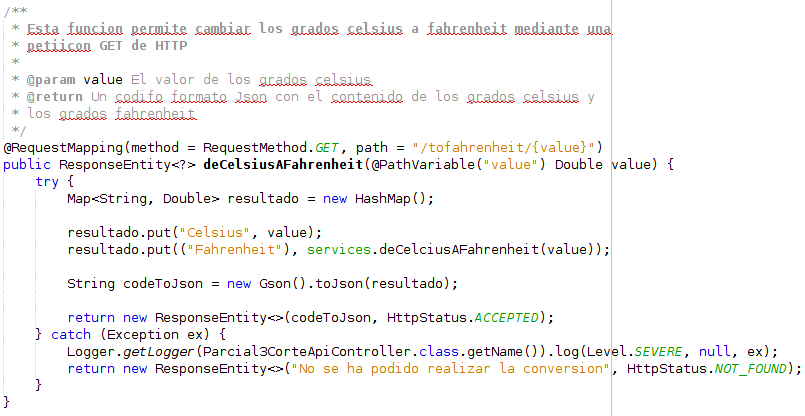 /**
 * Esta funcion permite cambiar los grados celsius a fahrenheit mediante una
 * petiicon GET de HTTP
 *
 * @param value El valor de los grados celsius
 * @return Un codifo formato Json con el contenido de los grados celsius y
 * los grados fahrenheit
 */
@RequestMapping(method = RequestMethod.GET, path = "/tofahrenheit/{value}")
public ResponseEntity<?> deCelsiusAFahrenheit(@PathVariable("value") Double value) {
    try {
        Map<String, Double> resultado = new HashMap();

        resultado.put("Celsius", value);
        resultado.put(("Fahrenheit"), services.deCelciusAFahrenheit(value));

        String codeToJson = new Gson().toJson(resultado);

        return new ResponseEntity<>(codeToJson, HttpStatus.ACCEPTED);
    } catch (Exception ex) {
        Logger.getLogger(Parcial3CorteApiController.class.getName()).log(Level.SEVERE, null, ex);
        return new ResponseEntity<>("No se ha podido realizar la conversion", HttpStatus.NOT_FOUND);
    }
}